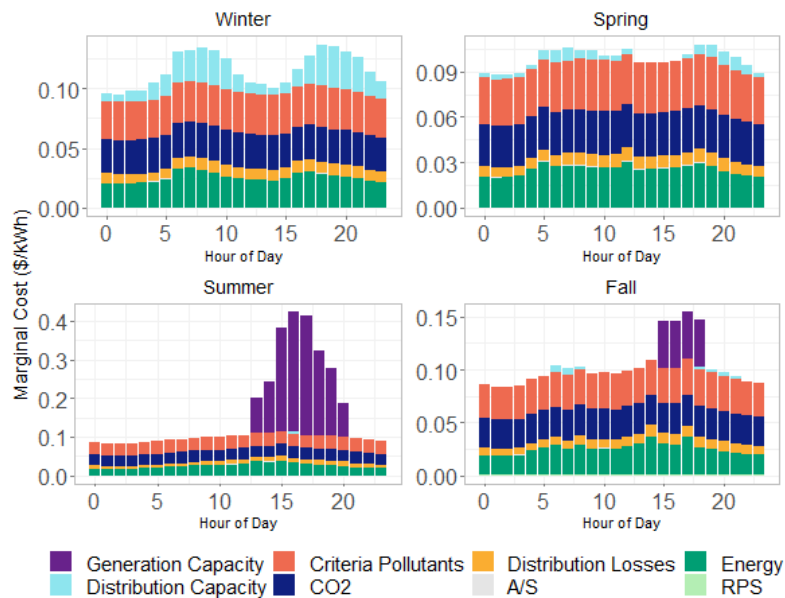 Winter
Spring
0.10
0.05
0.00
0.09
0.06
0.03
0.00
0 5 10 15 20
0 5 10 15 20
Hour of Day
Hour of Day
Marginal Cost ($/kWh)
Summer
Fall
0.4
0.3
0.2
0.1
0.0
0.15
0.10
0.05
0.00
0 5 10 15 20
0 5 10 15 20
Hour of Day
Hour of Day
Generation Capacity Criteria Pollutants Distribution Losses Energy
Distribution Capacity CO2 A/S RPS